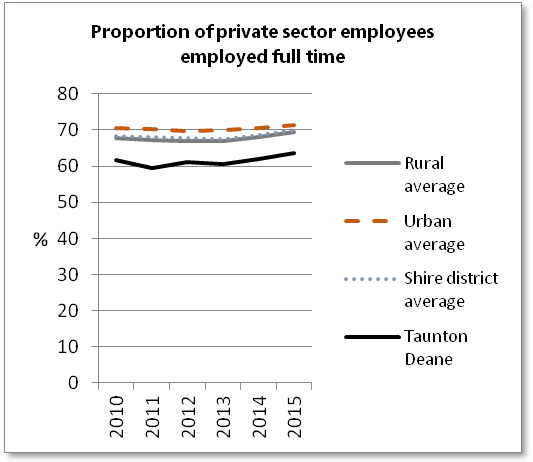 Proportion of private sector employees
employed full time
80
70
60
50
40
30
20
10
0
%
2010
2011
2012
2013
2014
2015
Rural
average
Urban
average
Shire district
average
Taunton
Deane